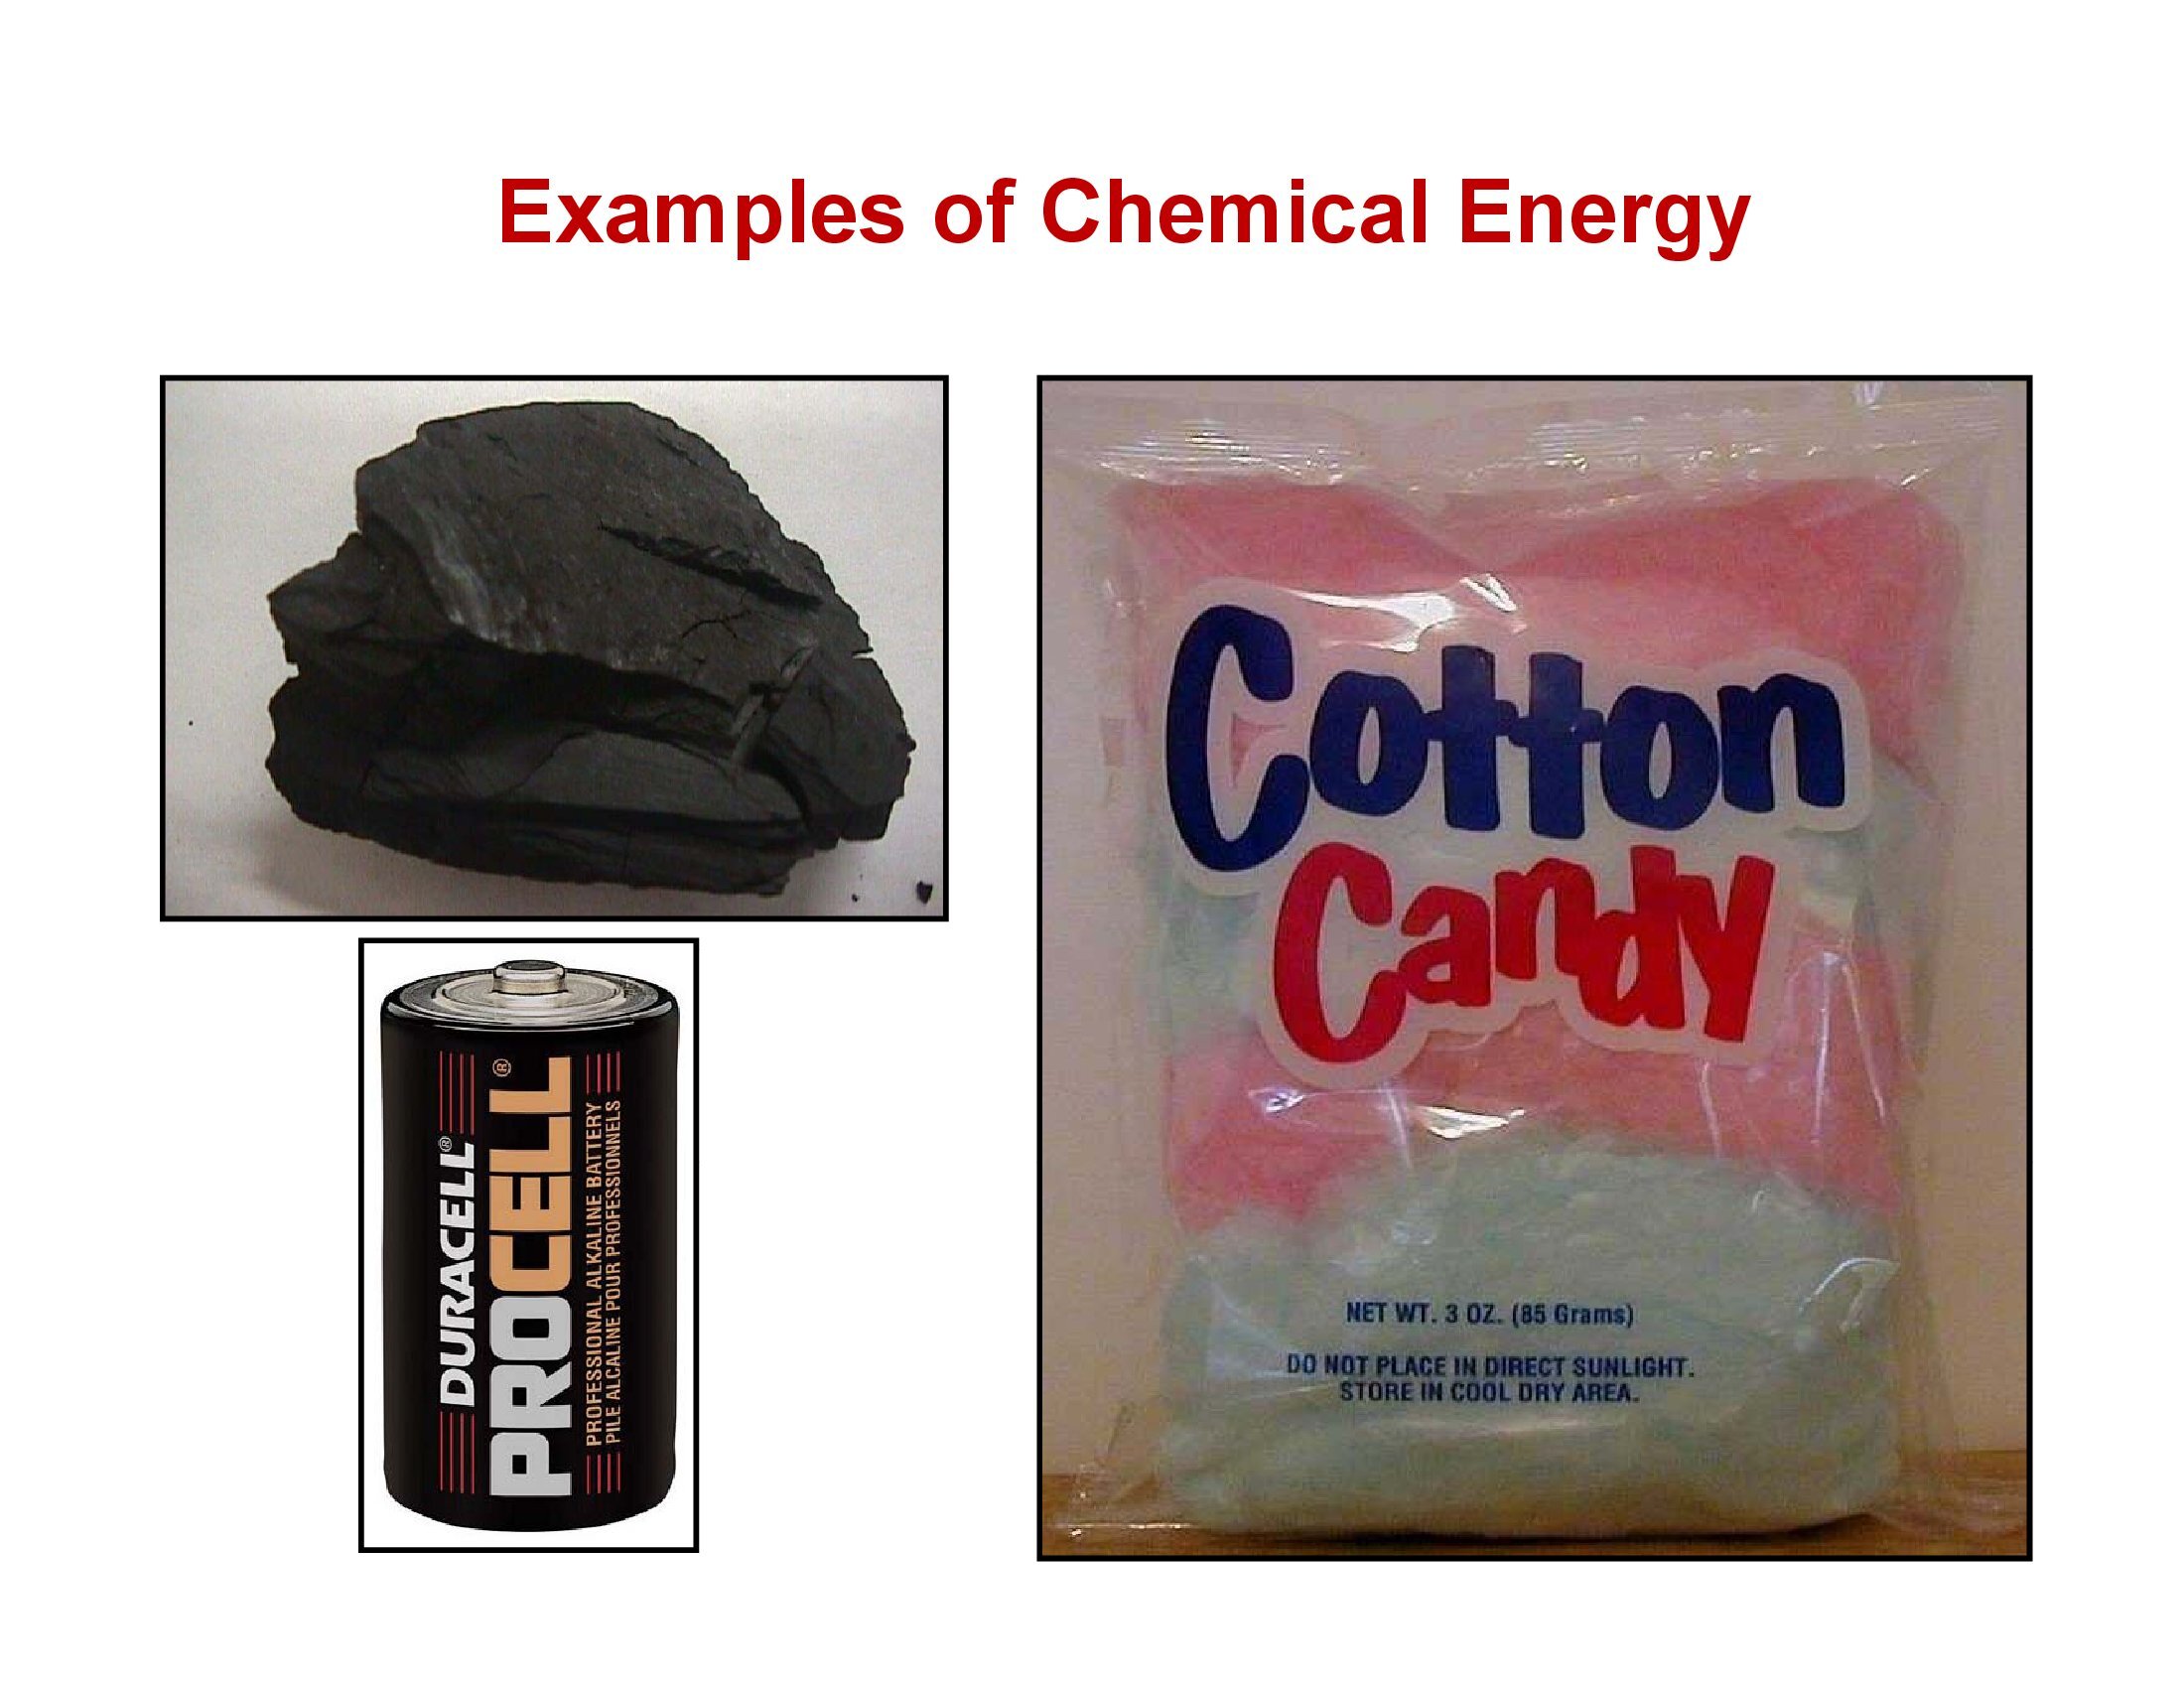 Examples of Chemical Energy
DURACELL®
PROCELL®
PROFESSIONAL ALKALINE BATTERY
PILE ALCALINE POUR PROFESSIONNELS
Cotton
Candy
NET WT. 3 OZ. (85 Grams)
DO NOT PLACE IN DIRECT SUNLIGHT.
STORE IN COOL DRY AREA.